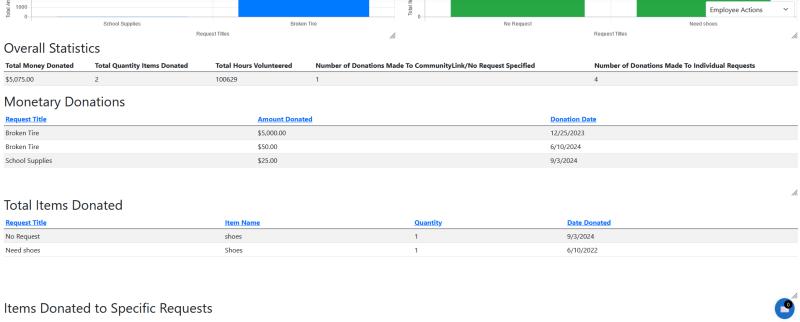 1000
0
School Supplies
Broken Tire
Request Titles
0
No Request
Need shoes
Request Titles
Employee Actions
Overall Statistics
Total Money Donated Total Quantity Items Donated Total Hours Volunteered Number of Donations Made To CommunityLink/No Request Specified Number of Donations Made To Individual Requests
$5,075.00 2 100629 1 4
Monetary Donations
Request Title Amount Donated Donation Date
Broken Tire $5,000.00 12/25/2023
Broken Tire $50.00 6/10/2024
School Supplies $25.00 9/3/2024
Total Items Donated
Request Title Item Name Quantity Date Donated
No Request shoes 1 9/3/2024
Need shoes Shoes 1 6/10/2022
Items Donated to Specific Requests
0